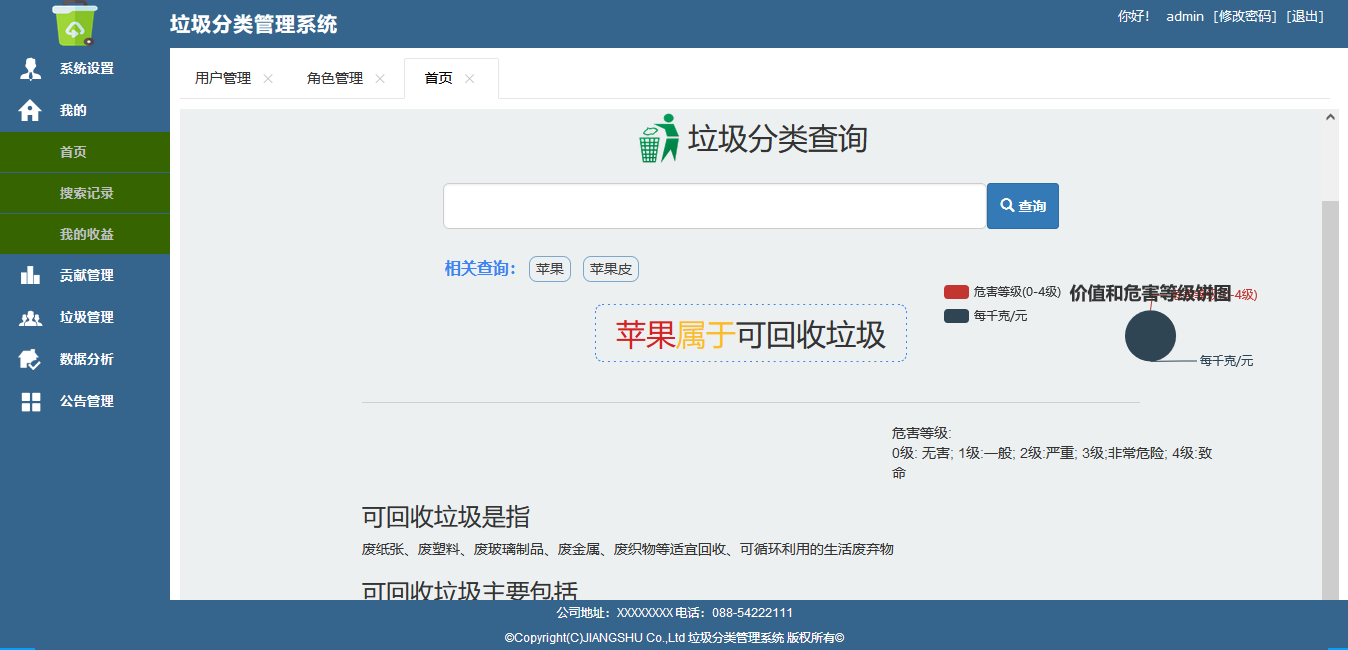 垃圾分类管理系统
你好! admin [修改密码] [退出]
系统设置
我的
首页
搜索记录
我的收益
贡献管理
垃圾管理
数据分析
公告管理
用户管理 角色管理 首页
垃圾分类查询
查询
相关查询: 苹果 苹果皮
苹果属于可回收垃圾
危害等级(0-4级)
每千克/元
价值和危害等级饼图
-4级)
每千克/元
危害等级:
0级: 无害; 1级:一般; 2级:严重; 3级;非常危险; 4级:致
命
可回收垃圾是指
废纸张、废塑料、废玻璃制品、废金属、废织物等适宜回收、可循环利用的生活废弃物
可回收垃圾主要包括
公司地址: XXXXXXXX 电话: 088-54222111
©Copyright(C)JIANGSHU Co.,Ltd 垃圾分类管理系统 版权所有©